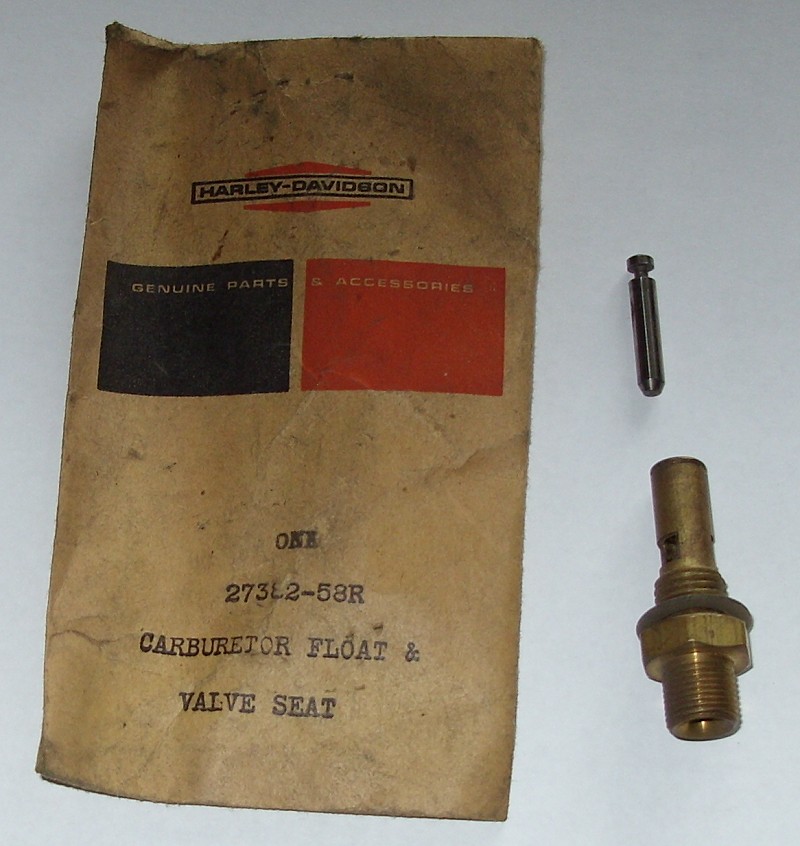 HARLEY-DAVIDSON
GENUINE PARTS & ACCESSORIES
ONE
27382-58R
CARBURETOR FLOAT &
VALVE SEAT